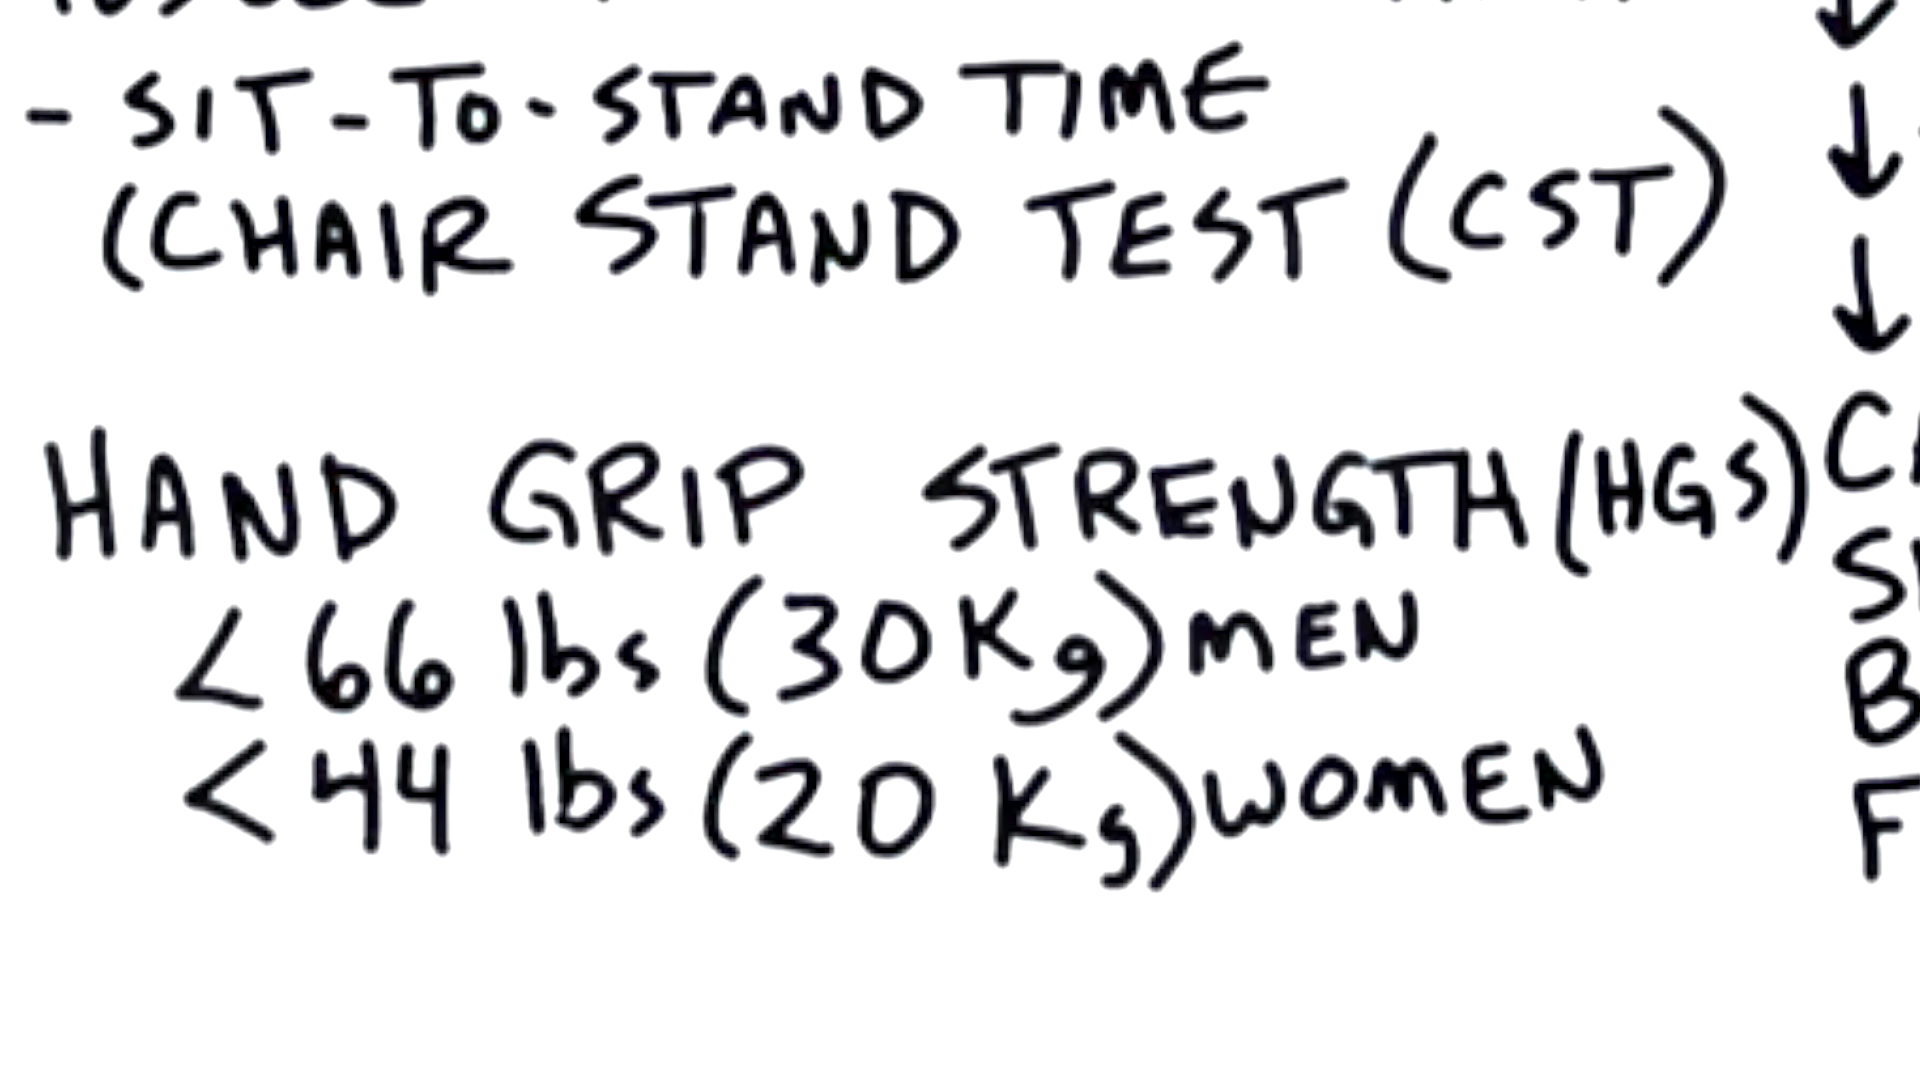 - SIT-TO-STAND TIME
(CHAIR STAND TEST (CST)
HAND GRIP STRENGTH (HGS)
< 66 lbs (30 Kg) MEN
< 44 lbs (20 Kg) WOMEN